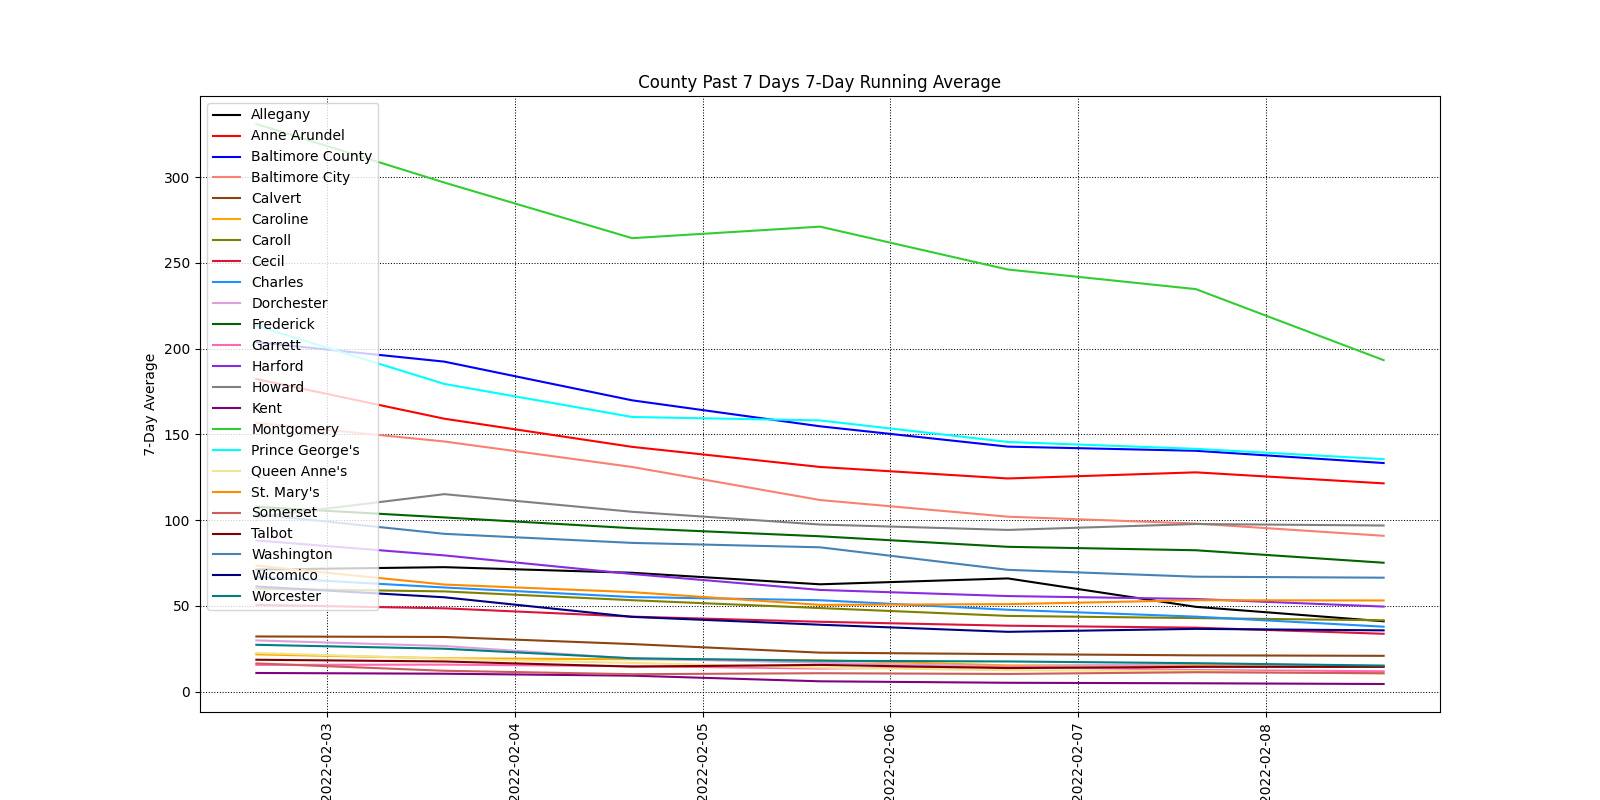 County Past 7 Days 7-Day Running Average
Allegany
Anne Arundel
Baltimore County
Baltimore City
Calvert
Caroline
Caroll
Cecil
Charles
Dorchester
Frederick
Garrett
Harford
Howard
Kent
Montgomery
Prince George's
Queen Anne's
St. Mary's
Somerset
Talbot
Washington
Wicomico
Worcester
7-Day Average
300
250
200
150
100
50
0
2022-02-03
2022-02-04
2022-02-05
2022-02-06
2022-02-07
2022-02-08